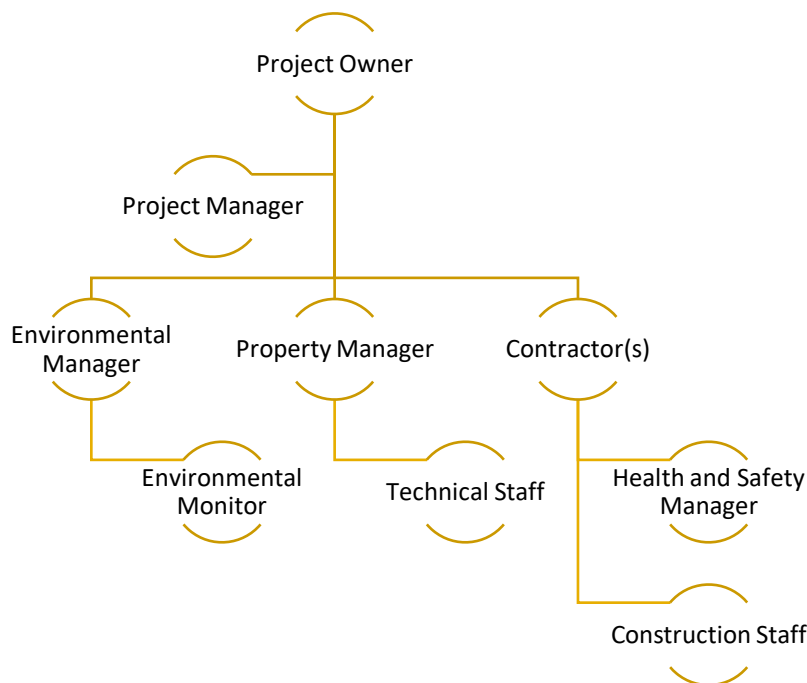 Project Owner
Project Manager
Environmental
Manager
Property Manager
Contractor(s)
Environmental
Monitor
Technical Staff
Health and Safety
Manager
Construction Staff